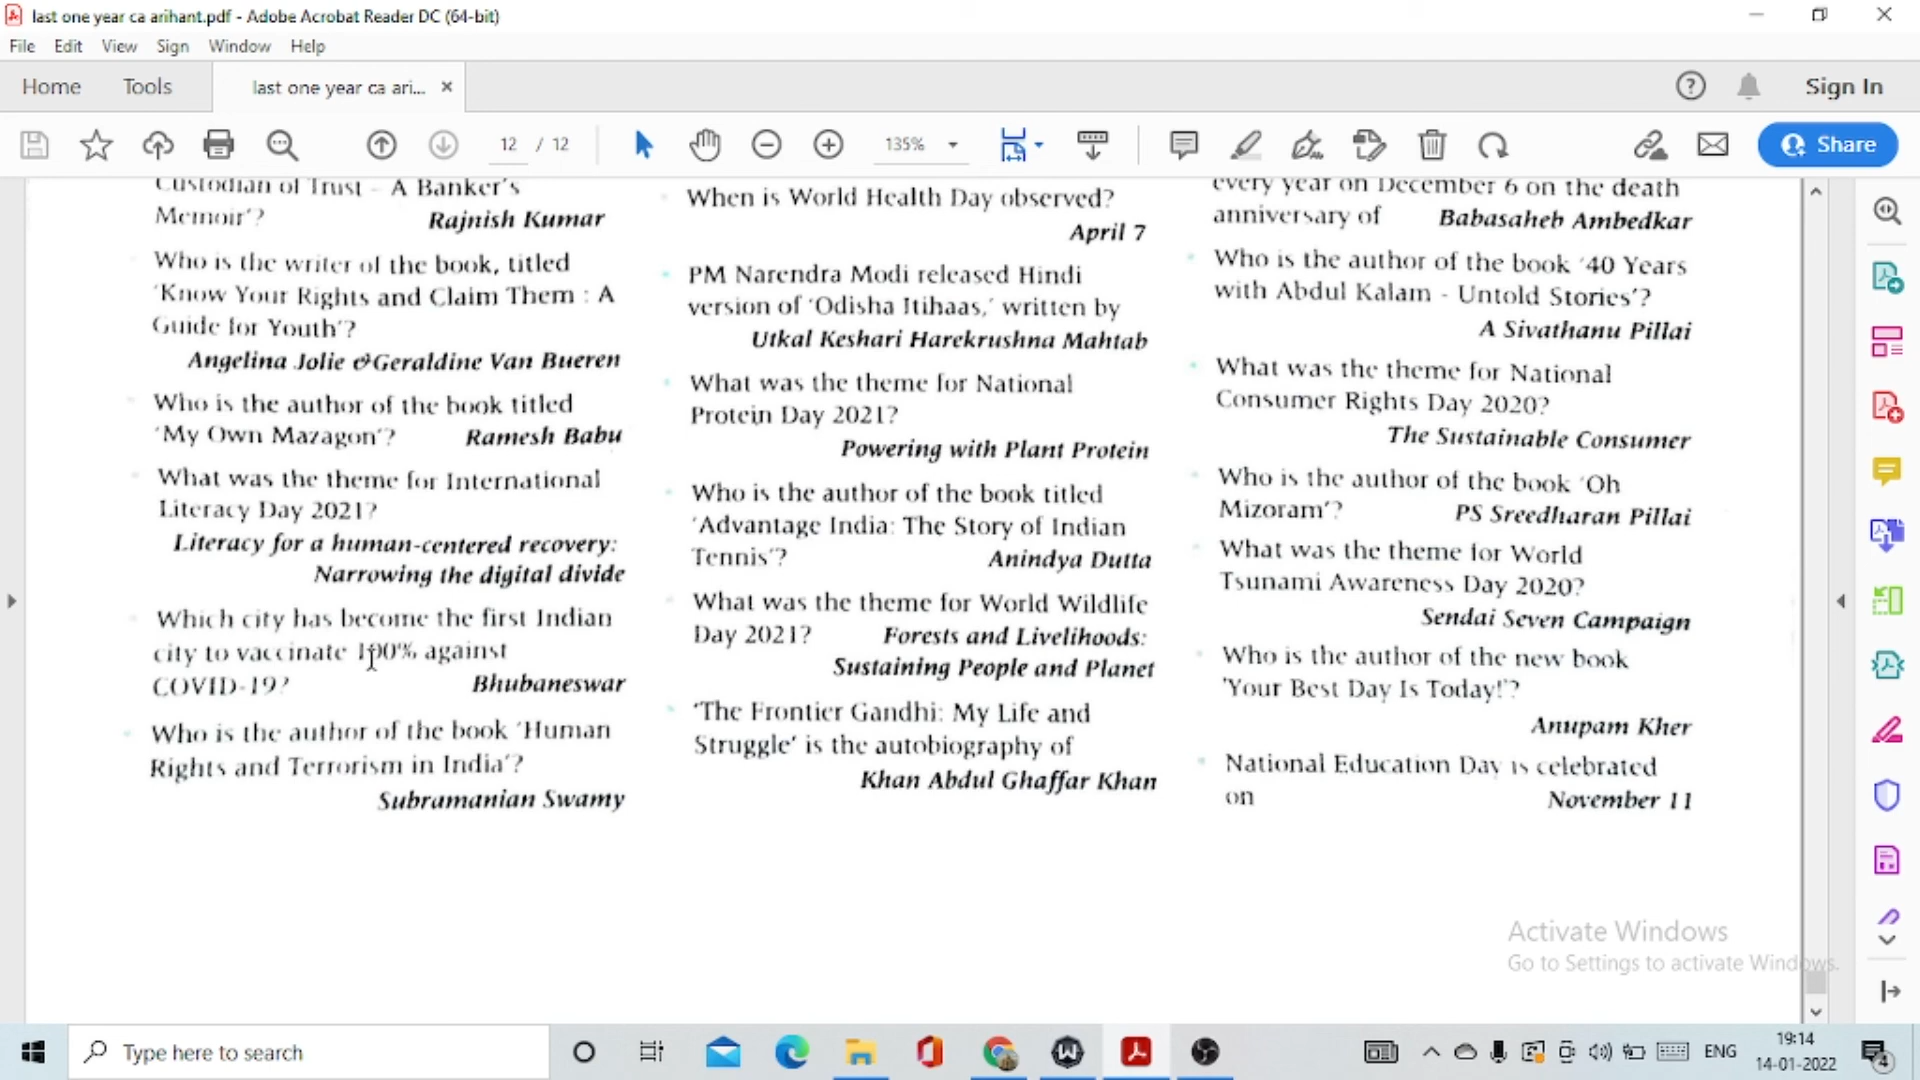 last one year ca arihant.pdf - Adobe Acrobat Reader DC (64-bit)
File Edit View Sign Window Help
Home Tools last one year ca ari... × Sign In
12 / 12 135% Share
Custodian of Trust – A Banker's
Memoir'? Rajnish Kumar
Who is the writer of the book, titled
'Know Your Rights and Claim Them : A
Guide for Youth'?
Angelina Jolie &Geraldine Van Bueren
Who is the author of the book titled
'My Own Mazagon'? Ramesh Babu
What was the theme for International
Literacy Day 2021?
Literacy for a human-centered recovery:
Narrowing the digital divide
Which city has become the first Indian
city to vaccinate 100% against
COVID-19? Bhubaneswar
Who is the author of the book 'Human
Rights and Terrorism in India'?
Subramanian Swamy
When is World Health Day observed?
April 7
PM Narendra Modi released Hindi
version of 'Odisha Itihaas,' written by
Utkal Keshari Harekrushna Mahtab
What was the theme for National
Protein Day 2021?
Powering with Plant Protein
Who is the author of the book titled
'Advantage India: The Story of Indian
Tennis'? Anindya Dutta
What was the theme for World Wildlife
Day 2021? Forests and Livelihoods:
Sustaining People and Planet
'The Frontier Gandhi: My Life and
Struggle' is the autobiography of
Khan Abdul Ghaffar Khan
every year on December 6 on the death
anniversary of Babasaheb Ambedkar
Who is the author of the book '40 Years
with Abdul Kalam - Untold Stories'?
A Sivathanu Pillai
What was the theme for National
Consumer Rights Day 2020?
The Sustainable Consumer
Who is the author of the book 'Oh
Mizoram'? PS Sreedharan Pillai
What was the theme for World
Tsunami Awareness Day 2020?
Sendai Seven Campaign
Who is the author of the new book
'Your Best Day Is Today!'?
Anupam Kher
National Education Day is celebrated
on November 11
Activate Windows
Go to Settings to activate Windows.
Type here to search
ENG
19:14
14-01-2022
4